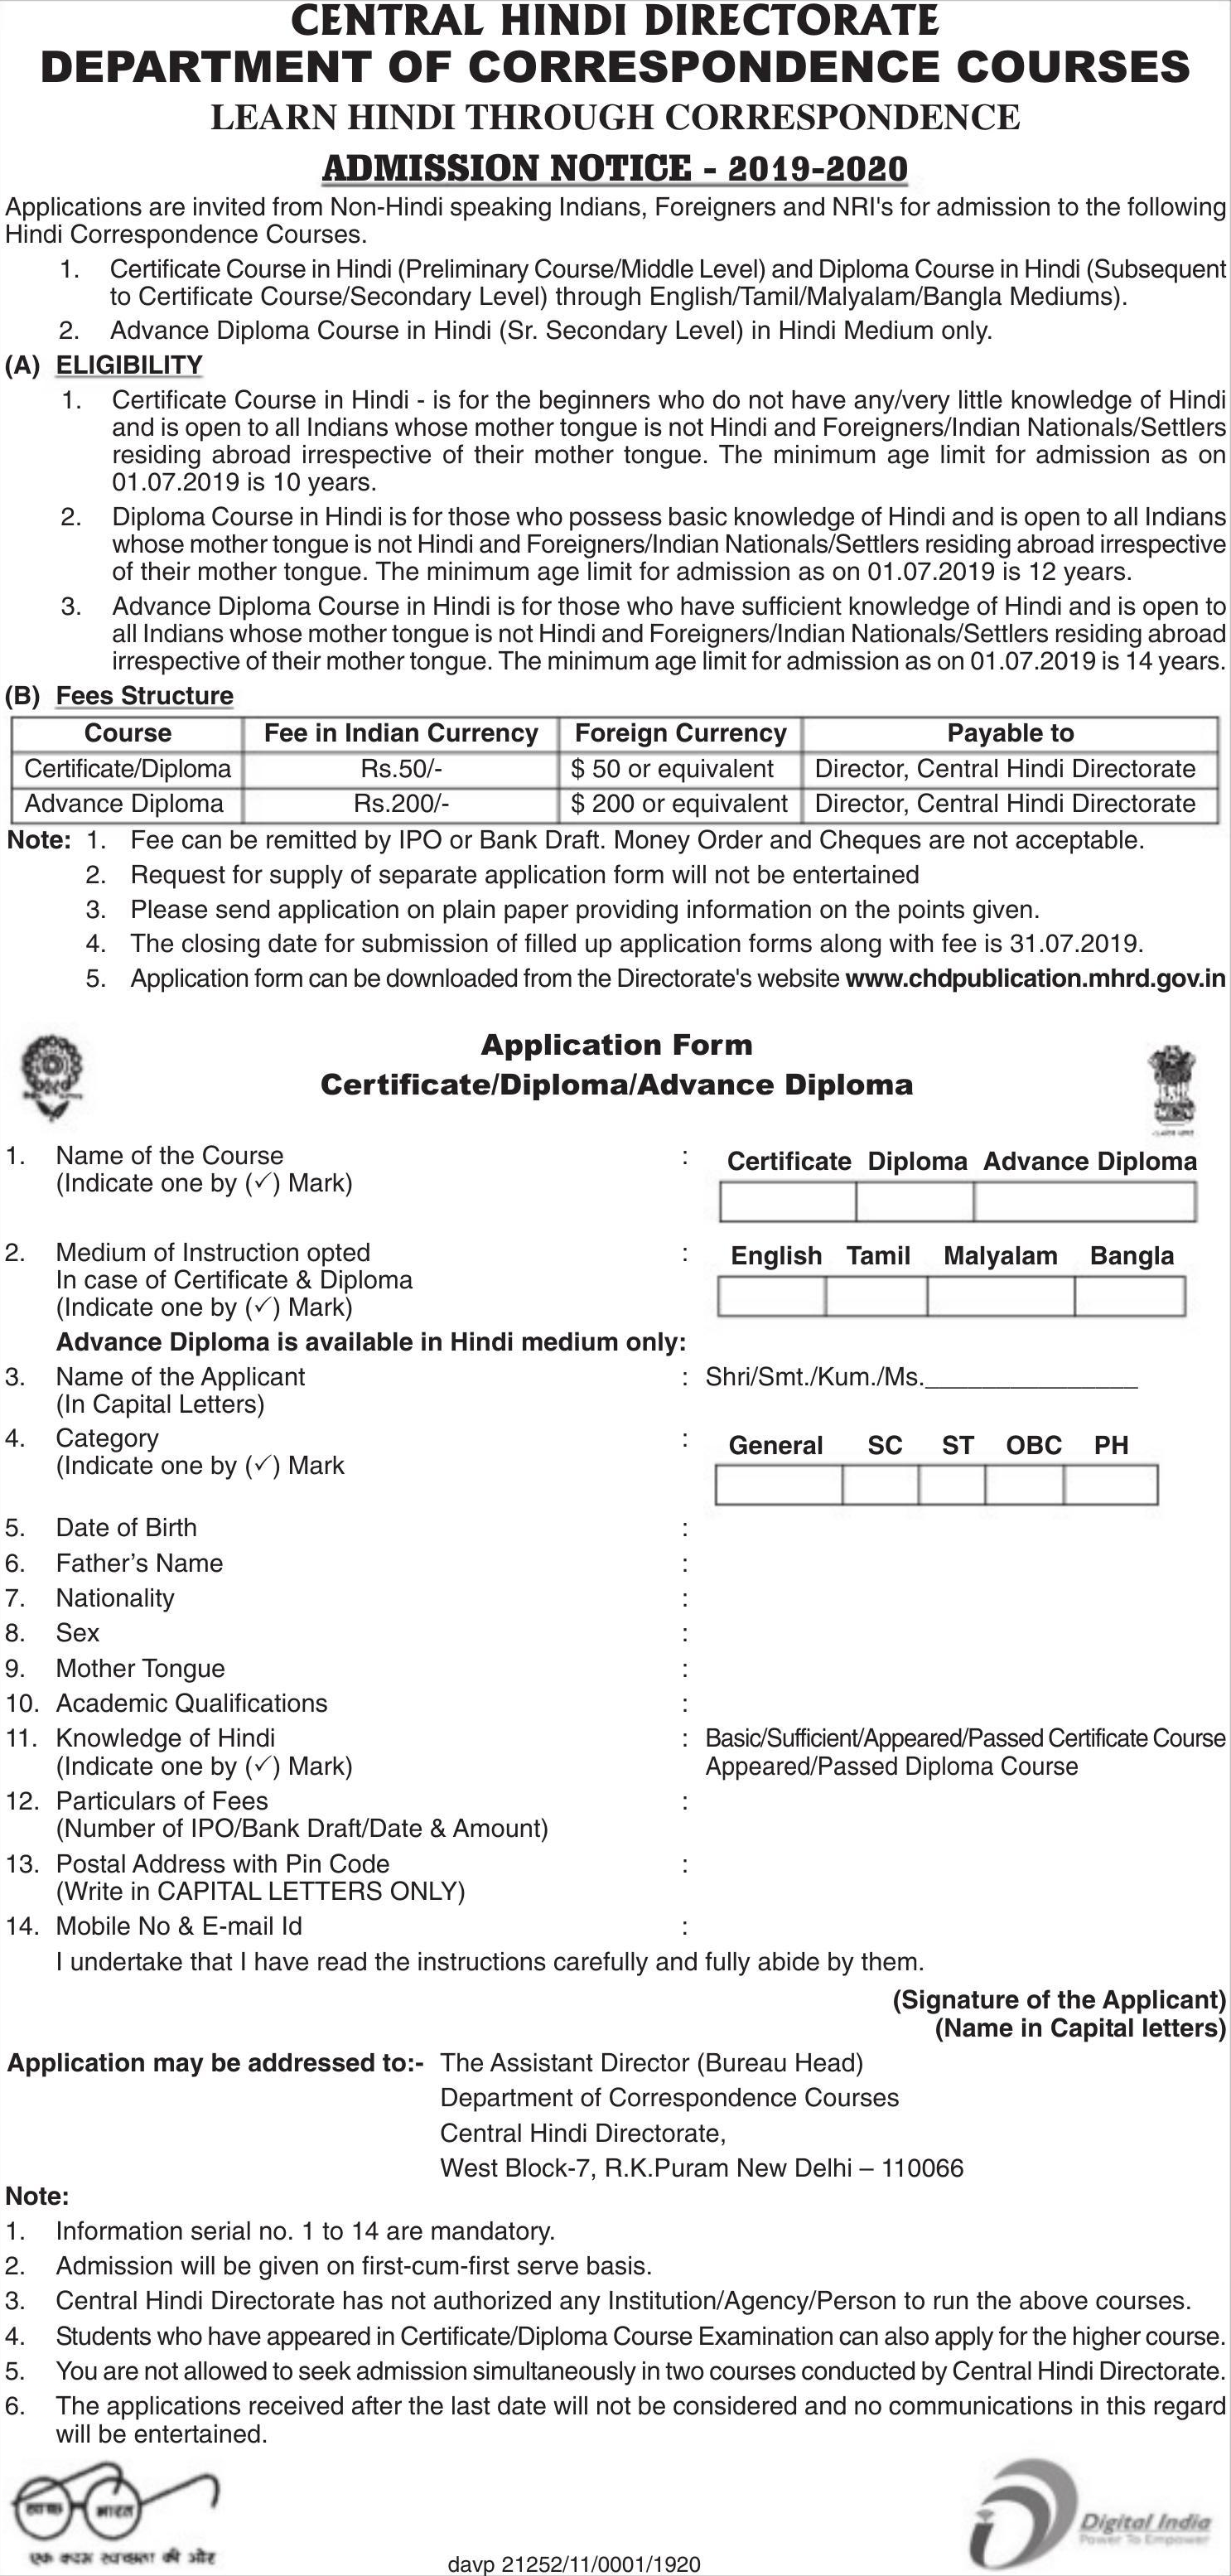 CENTRAL HINDI DIRECTORATE
DEPARTMENT OF CORRESPONDENCE COURSES
LEARN HINDI THROUGH CORRESPONDENCE
ADMISSION NOTICE - 2019-2020
Applications are invited from Non-Hindi speaking Indians, Foreigners and NRI's for admission to the following
Hindi Correspondence Courses.
1. Certificate Course in Hindi (Preliminary Course/Middle Level) and Diploma Course in Hindi (Subsequent
to Certificate Course/Secondary Level) through English/Tamil/Malyalam/Bangla Mediums).
2. Advance Diploma Course in Hindi (Sr. Secondary Level) in Hindi Medium only.
(A) ELIGIBILITY
1. Certificate Course in Hindi - is for the beginners who do not have any/very little knowledge of Hindi
and is open to all Indians whose mother tongue is not Hindi and Foreigners/Indian Nationals/Settlers
residing abroad irrespective of their mother tongue. The minimum age limit for admission as on
01.07.2019 is 10 years.
2. Diploma Course in Hindi is for those who possess basic knowledge of Hindi and is open to all Indians
whose mother tongue is not Hindi and Foreigners/Indian Nationals/Settlers residing abroad irrespective
of their mother tongue. The minimum age limit for admission as on 01.07.2019 is 12 years.
3. Advance Diploma Course in Hindi is for those who have sufficient knowledge of Hindi and is open to
all Indians whose mother tongue is not Hindi and Foreigners/Indian Nationals/Settlers residing abroad
irrespective of their mother tongue. The minimum age limit for admission as on 01.07.2019 is 14 years.
(B) Fees Structure
Course Fee in Indian Currency Foreign Currency Payable to
Certificate/Diploma Rs.50/- $ 50 or equivalent Director, Central Hindi Directorate
Advance Diploma Rs.200/- $ 200 or equivalent Director, Central Hindi Directorate
Note: 1. Fee can be remitted by IPO or Bank Draft. Money Order and Cheques are not acceptable.
2. Request for supply of separate application form will not be entertained
3. Please send application on plain paper providing information on the points given.
4. The closing date for submission of filled up application forms along with fee is 31.07.2019.
5. Application form can be downloaded from the Directorate's website www.chdpublication.mhrd.gov.in
Application Form
Certificate/Diploma/Advance Diploma
1. Name of the Course : Certificate Diploma Advance Diploma
(Indicate one by (✓) Mark)
2. Medium of Instruction opted : English Tamil Malyalam Bangla
In case of Certificate & Diploma
(Indicate one by (✓) Mark)
Advance Diploma is available in Hindi medium only:
3. Name of the Applicant : Shri/Smt./Kum./Ms._______________
(In Capital Letters)
4. Category : General SC ST OBC PH
(Indicate one by (✓) Mark
5. Date of Birth :
6. Father's Name :
7. Nationality :
8. Sex :
9. Mother Tongue :
10. Academic Qualifications :
11. Knowledge of Hindi : Basic/Sufficient/Appeared/Passed Certificate Course
(Indicate one by (✓) Mark) Appeared/Passed Diploma Course
12. Particulars of Fees :
(Number of IPO/Bank Draft/Date & Amount)
13. Postal Address with Pin Code :
(Write in CAPITAL LETTERS ONLY)
14. Mobile No & E-mail Id :
I undertake that I have read the instructions carefully and fully abide by them.
(Signature of the Applicant)
(Name in Capital letters)
Application may be addressed to:- The Assistant Director (Bureau Head)
Department of Correspondence Courses
Central Hindi Directorate,
West Block-7, R.K.Puram New Delhi – 110066
Note:
1. Information serial no. 1 to 14 are mandatory.
2. Admission will be given on first-cum-first serve basis.
3. Central Hindi Directorate has not authorized any Institution/Agency/Person to run the above courses.
4. Students who have appeared in Certificate/Diploma Course Examination can also apply for the higher course.
5. You are not allowed to seek admission simultaneously in two courses conducted by Central Hindi Directorate.
6. The applications received after the last date will not be considered and no communications in this regard
will be entertained.
स्वच्छ भारत
एक कदम स्वच्छता की ओर
Digital India
Power To Empower
davp 21252/11/0001/1920